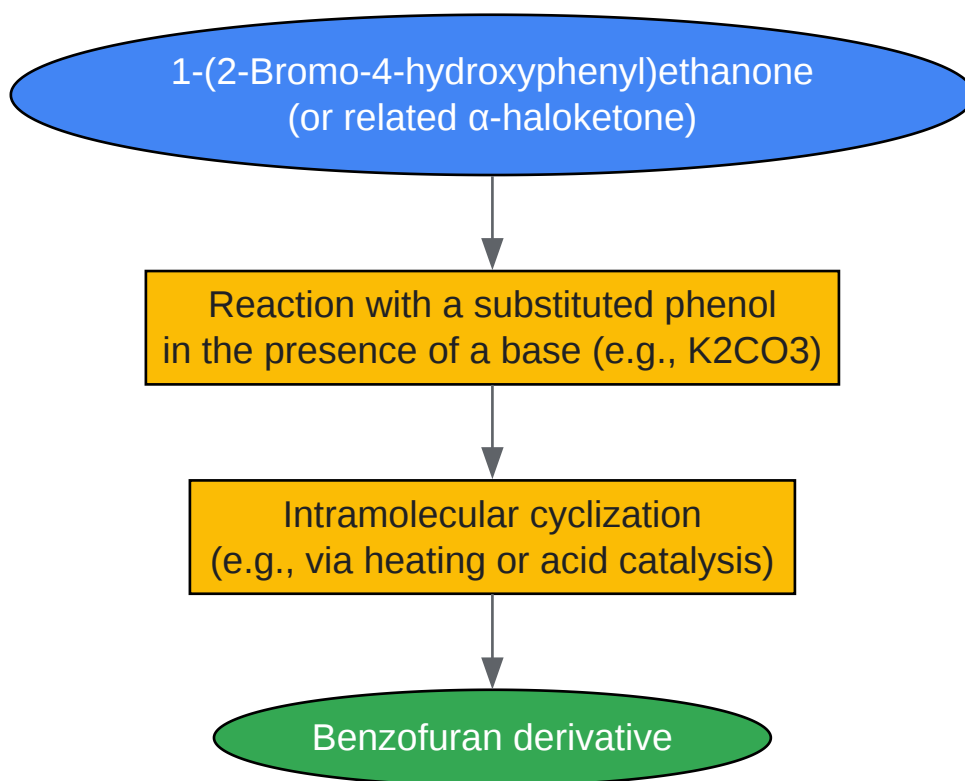 1-(2-Bromo-4-hydroxyphenyl)ethanone
(or related α-haloketone)
Reaction with a substituted phenol
in the presence of a base (e.g., K2CO3)
Intramolecular cyclization
(e.g., via heating or acid catalysis)
Benzofuran derivative